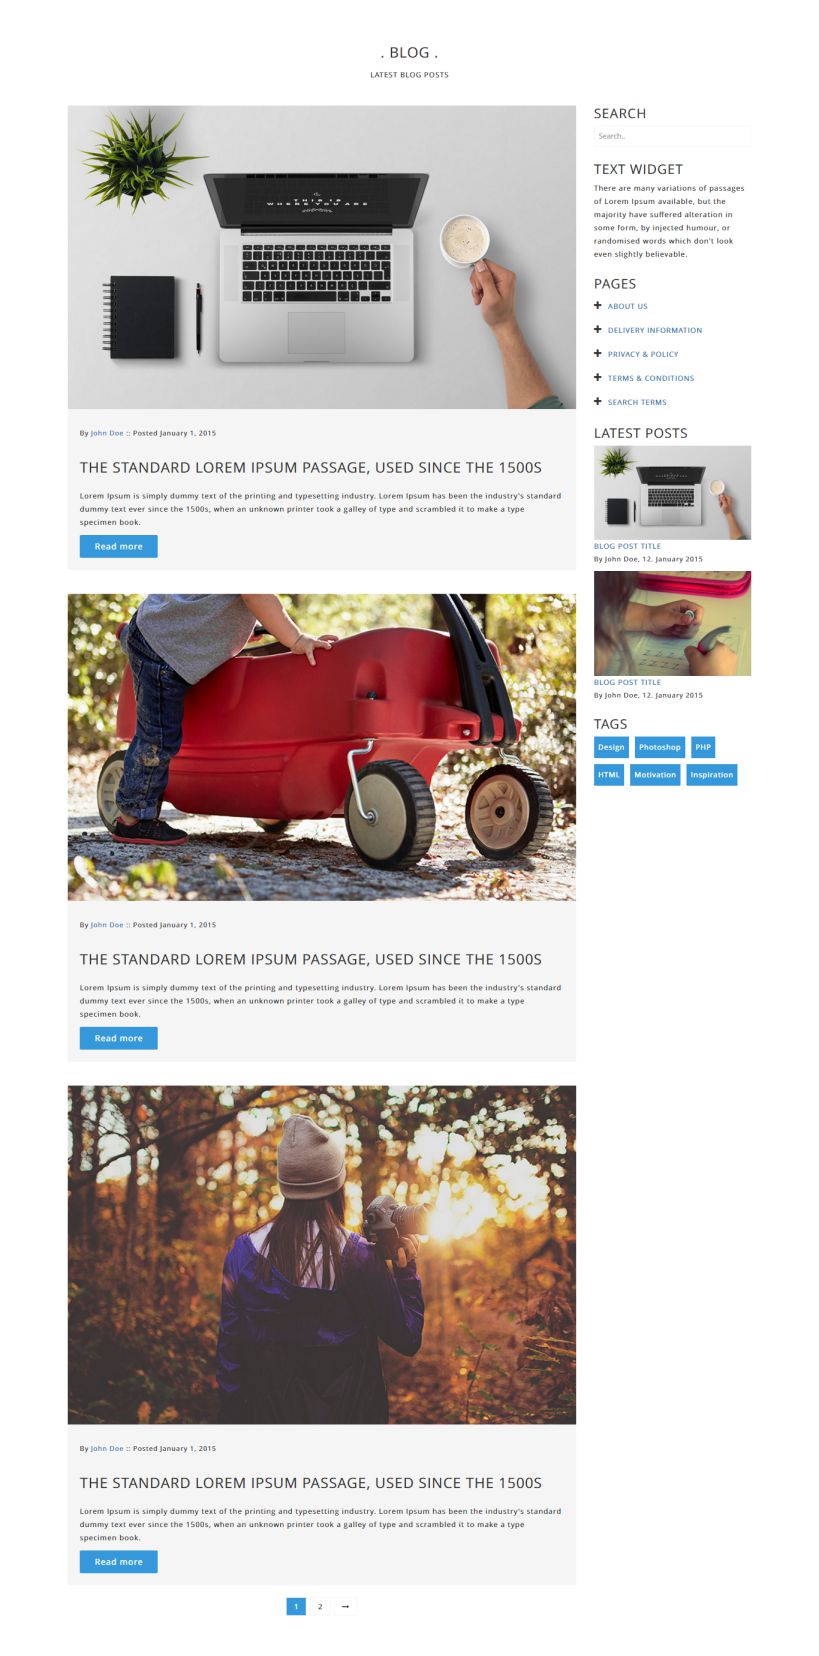 . BLOG .
LATEST BLOG POSTS
THIS IS
WHERE YOU ARE
By John Doe :: Posted January 1, 2015
THE STANDARD LOREM IPSUM PASSAGE, USED SINCE THE 1500S
Lorem Ipsum is simply dummy text of the printing and typesetting industry. Lorem Ipsum has been the industry's standard
dummy text ever since the 1500s, when an unknown printer took a galley of type and scrambled it to make a type
specimen book.
Read more
By John Doe :: Posted January 1, 2015
THE STANDARD LOREM IPSUM PASSAGE, USED SINCE THE 1500S
Lorem Ipsum is simply dummy text of the printing and typesetting industry. Lorem Ipsum has been the industry's standard
dummy text ever since the 1500s, when an unknown printer took a galley of type and scrambled it to make a type
specimen book.
Read more
By John Doe :: Posted January 1, 2015
THE STANDARD LOREM IPSUM PASSAGE, USED SINCE THE 1500S
Lorem Ipsum is simply dummy text of the printing and typesetting industry. Lorem Ipsum has been the industry's standard
dummy text ever since the 1500s, when an unknown printer took a galley of type and scrambled it to make a type
specimen book.
Read more
1 2 →
SEARCH
Search..
TEXT WIDGET
There are many variations of passages
of Lorem Ipsum available, but the
majority have suffered alteration in
some form, by injected humour, or
randomised words which don't look
even slightly believable.
PAGES
ABOUT US
DELIVERY INFORMATION
PRIVACY & POLICY
TERMS & CONDITIONS
SEARCH TERMS
LATEST POSTS
BLOG POST TITLE
By John Doe, 12. January 2015
BLOG POST TITLE
By John Doe, 12. January 2015
TAGS
Design Photoshop PHP
HTML Motivation Inspiration